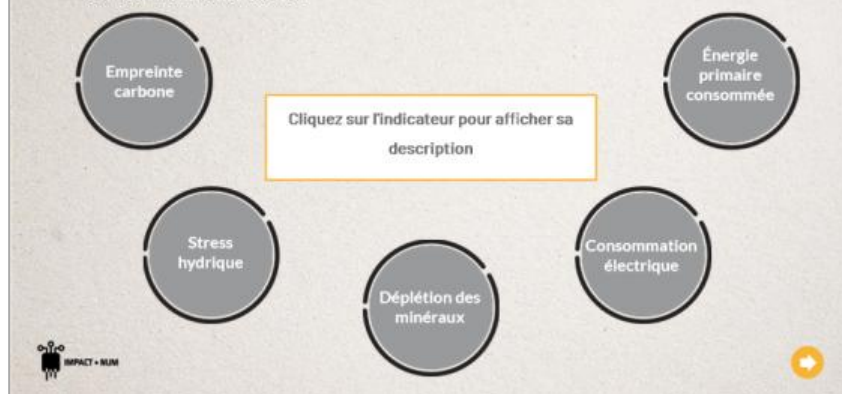 Empreinte
carbone
Énergie
primaire
consommée
Cliquez sur l'indicateur pour afficher sa
description
Stress
hydrique
Consommation
électrique
Déplétion des
minéraux
IMPACT + NUM